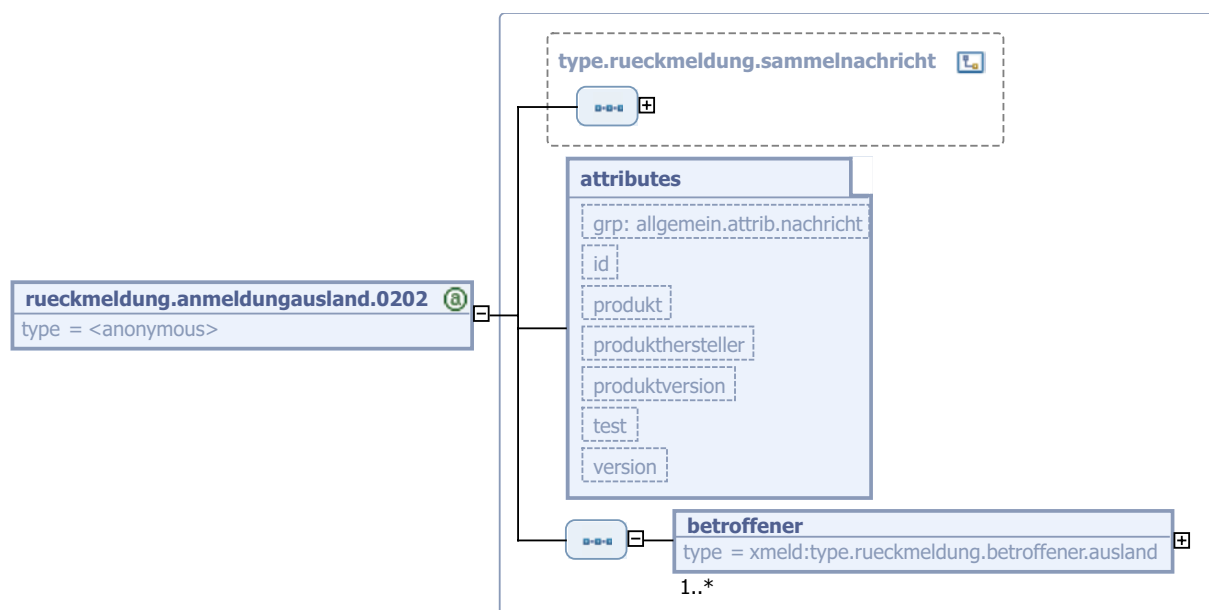 type.rueckmeldung.sammelnachricht
attributes
grp: allgemein.attrib.nachricht
id
rueckmeldung.anmeldungausland.0202
type = <anonymous>
produkt
produkthersteller
produktversion
test
version
betroffener
type = xmeld:type.rueckmeldung.betroffener.ausland
1..*